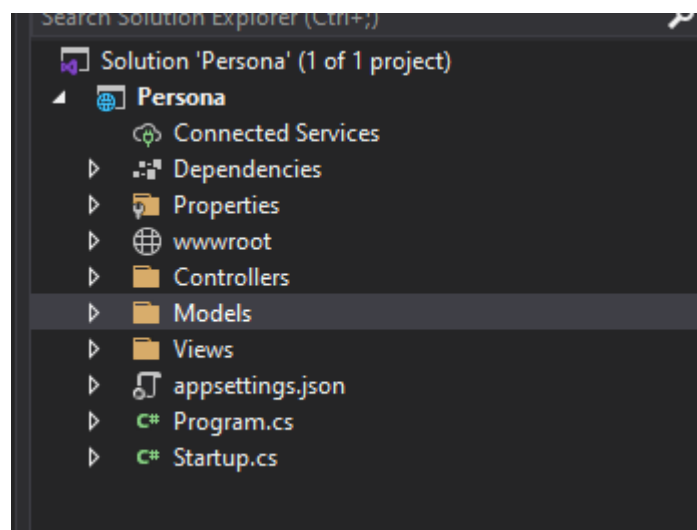 Search Solution Explorer (Ctrl+;)
Solution 'Persona' (1 of 1 project)
Persona
Connected Services
Dependencies
Properties
wwwroot
Controllers
Models
Views
appsettings.json
C# Program.cs
C# Startup.cs